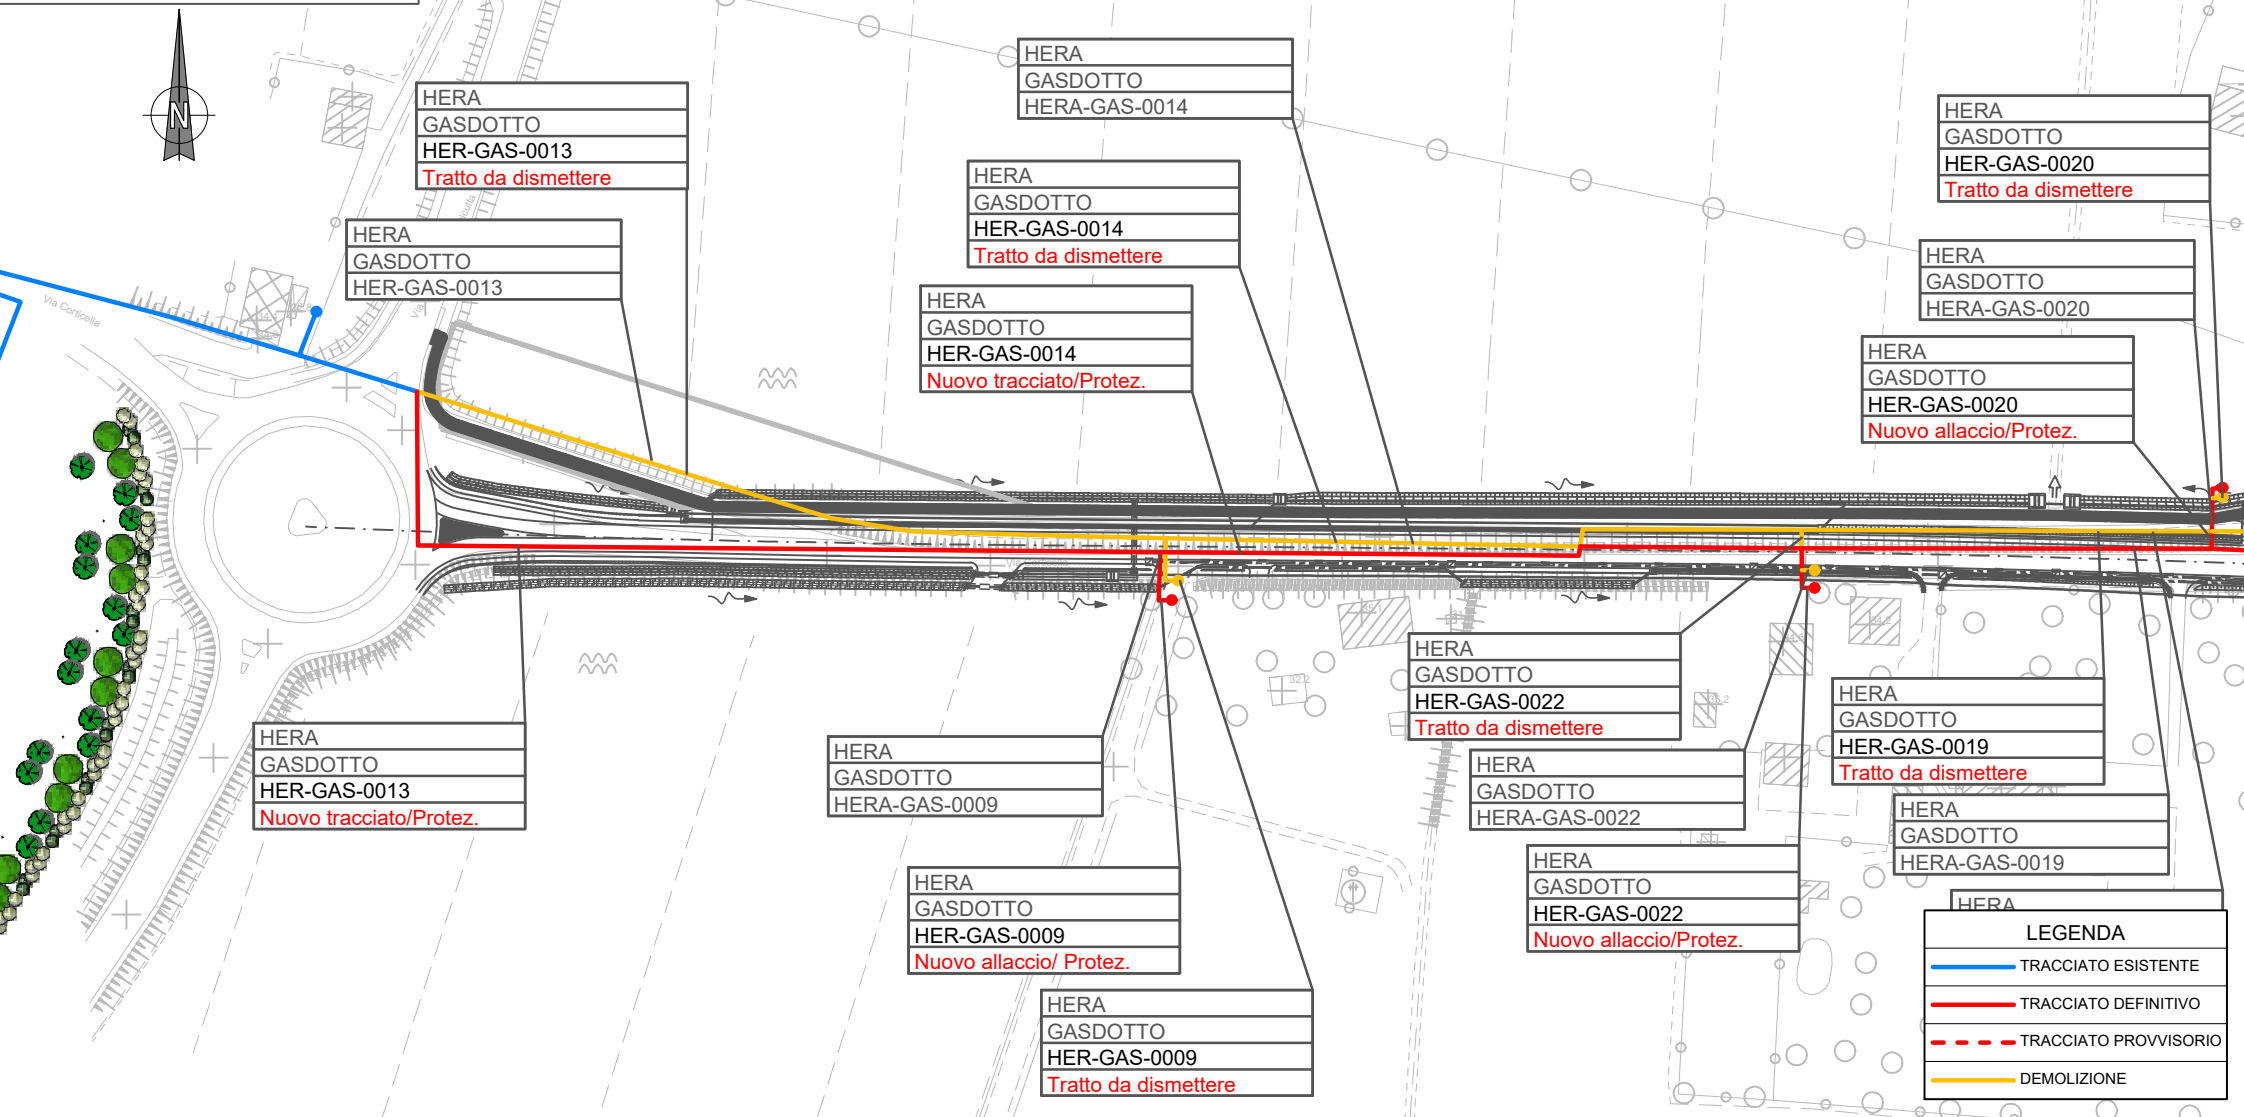 N
HERA
GASDOTTO
HER-GAS-0013
Tratto da dismettere
HERA
GASDOTTO
HER-GAS-0013
HERA
GASDOTTO
HERA-GAS-0014
HERA
GASDOTTO
HER-GAS-0014
Tratto da dismettere
HERA
GASDOTTO
HER-GAS-0014
Nuovo tracciato/Protez.
HERA
GASDOTTO
HER-GAS-0020
Tratto da dismettere
HERA
GASDOTTO
HERA-GAS-0020
HERA
GASDOTTO
HER-GAS-0020
Nuovo allaccio/Protez.
Via Corticella
HERA
GASDOTTO
HER-GAS-0013
Nuovo tracciato/Protez.
HERA
GASDOTTO
HERA-GAS-0009
HERA
GASDOTTO
HER-GAS-0009
Nuovo allaccio/ Protez.
HERA
GASDOTTO
HER-GAS-0009
Tratto da dismettere
32.2
HERA
GASDOTTO
HER-GAS-0022
Tratto da dismettere
HERA
GASDOTTO
HERA-GAS-0022
HERA
GASDOTTO
HER-GAS-0022
Nuovo allaccio/Protez.
HERA
GASDOTTO
HER-GAS-0019
Tratto da dismettere
HERA
GASDOTTO
HERA-GAS-0019
HERA
LEGENDA
TRACCIATO ESISTENTE
TRACCIATO DEFINITIVO
TRACCIATO PROVVISORIO
DEMOLIZIONE